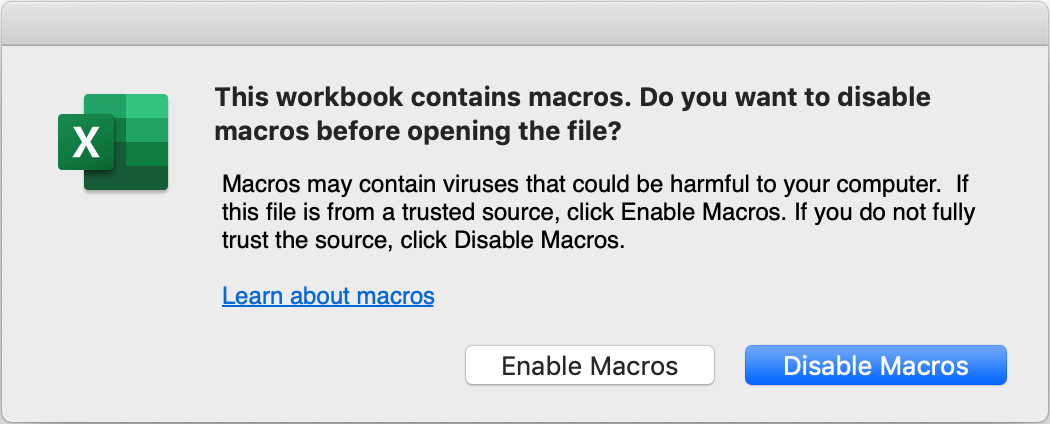 X
This workbook contains macros. Do you want to disable
macros before opening the file?
Macros may contain viruses that could be harmful to your computer.  If
this file is from a trusted source, click Enable Macros. If you do not fully
trust the source, click Disable Macros.
Learn about macros
Enable Macros
Disable Macros